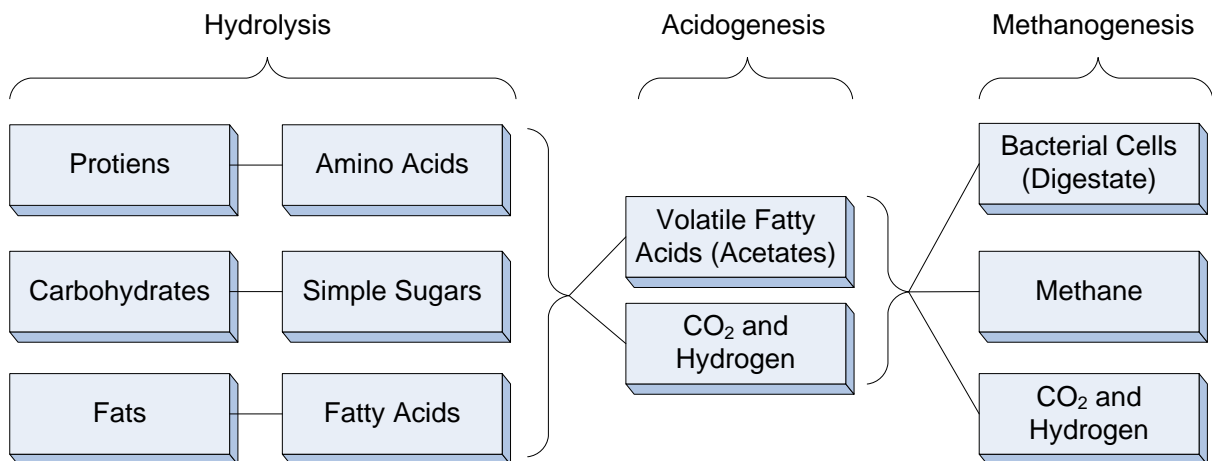 Hydrolysis
Acidogenesis
Methanogenesis
Protiens
Amino Acids
Carbohydrates
Simple Sugars
Fats
Fatty Acids
Volatile Fatty
Acids (Acetates)
CO₂ and
Hydrogen
Bacterial Cells
(Digestate)
Methane
CO₂ and
Hydrogen